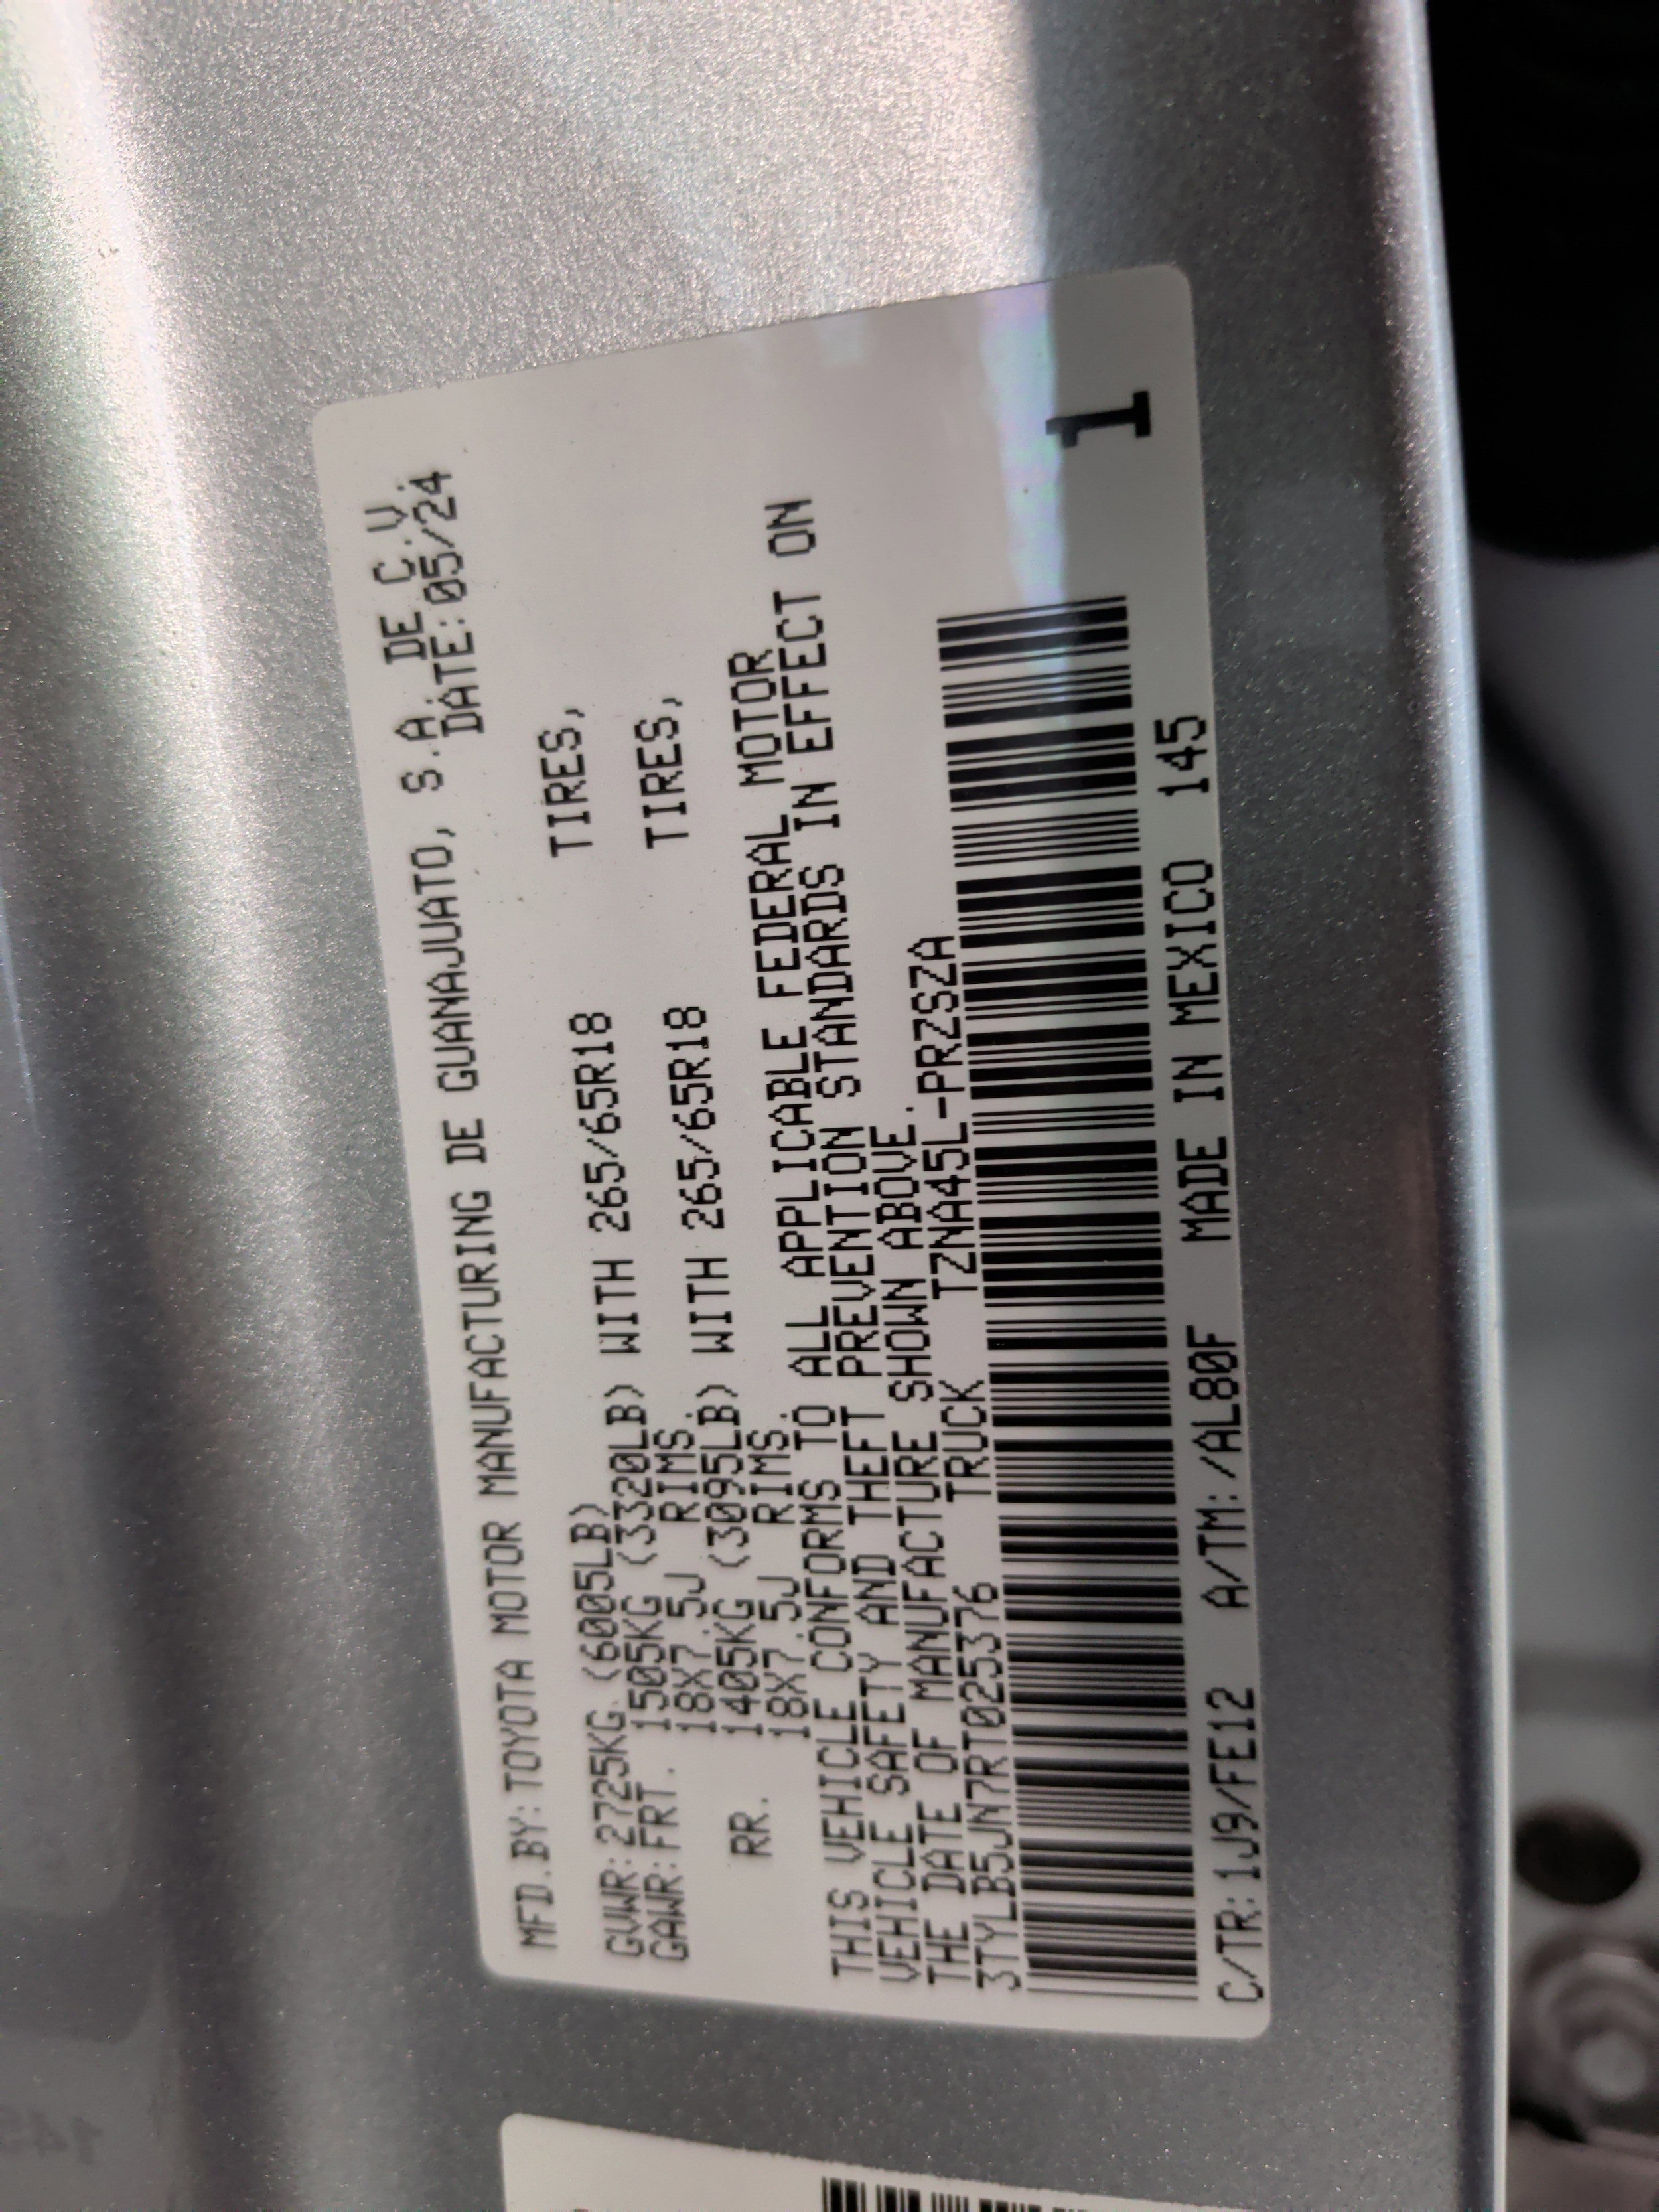 MFD.BY:TOYOTA MOTOR MANUFACTURING DE GUANAJUATO, S.A. DE C.V.
DATE:05/24
GVWR:2725KG.(6005LB)
GAWR:FRT. 1505KG (3320LB) WITH 265/65R18 TIRES,
18X7.5J RIMS.
RR. 1405KG (3095LB) WITH 265/65R18 TIRES,
18X7.5J RIMS.
THIS VEHICLE CONFORMS TO ALL APPLICABLE FEDERAL MOTOR
VEHICLE SAFETY AND THEFT PREVENTION STANDARDS IN EFFECT ON
THE DATE OF MANUFACTURE SHOWN ABOVE.
3TYLB5JN7RT025376 TRUCK TZNA45L-PRZSZA
1
C/TR:1J9/FE12 A/TM:/AL80F MADE IN MEXICO 145